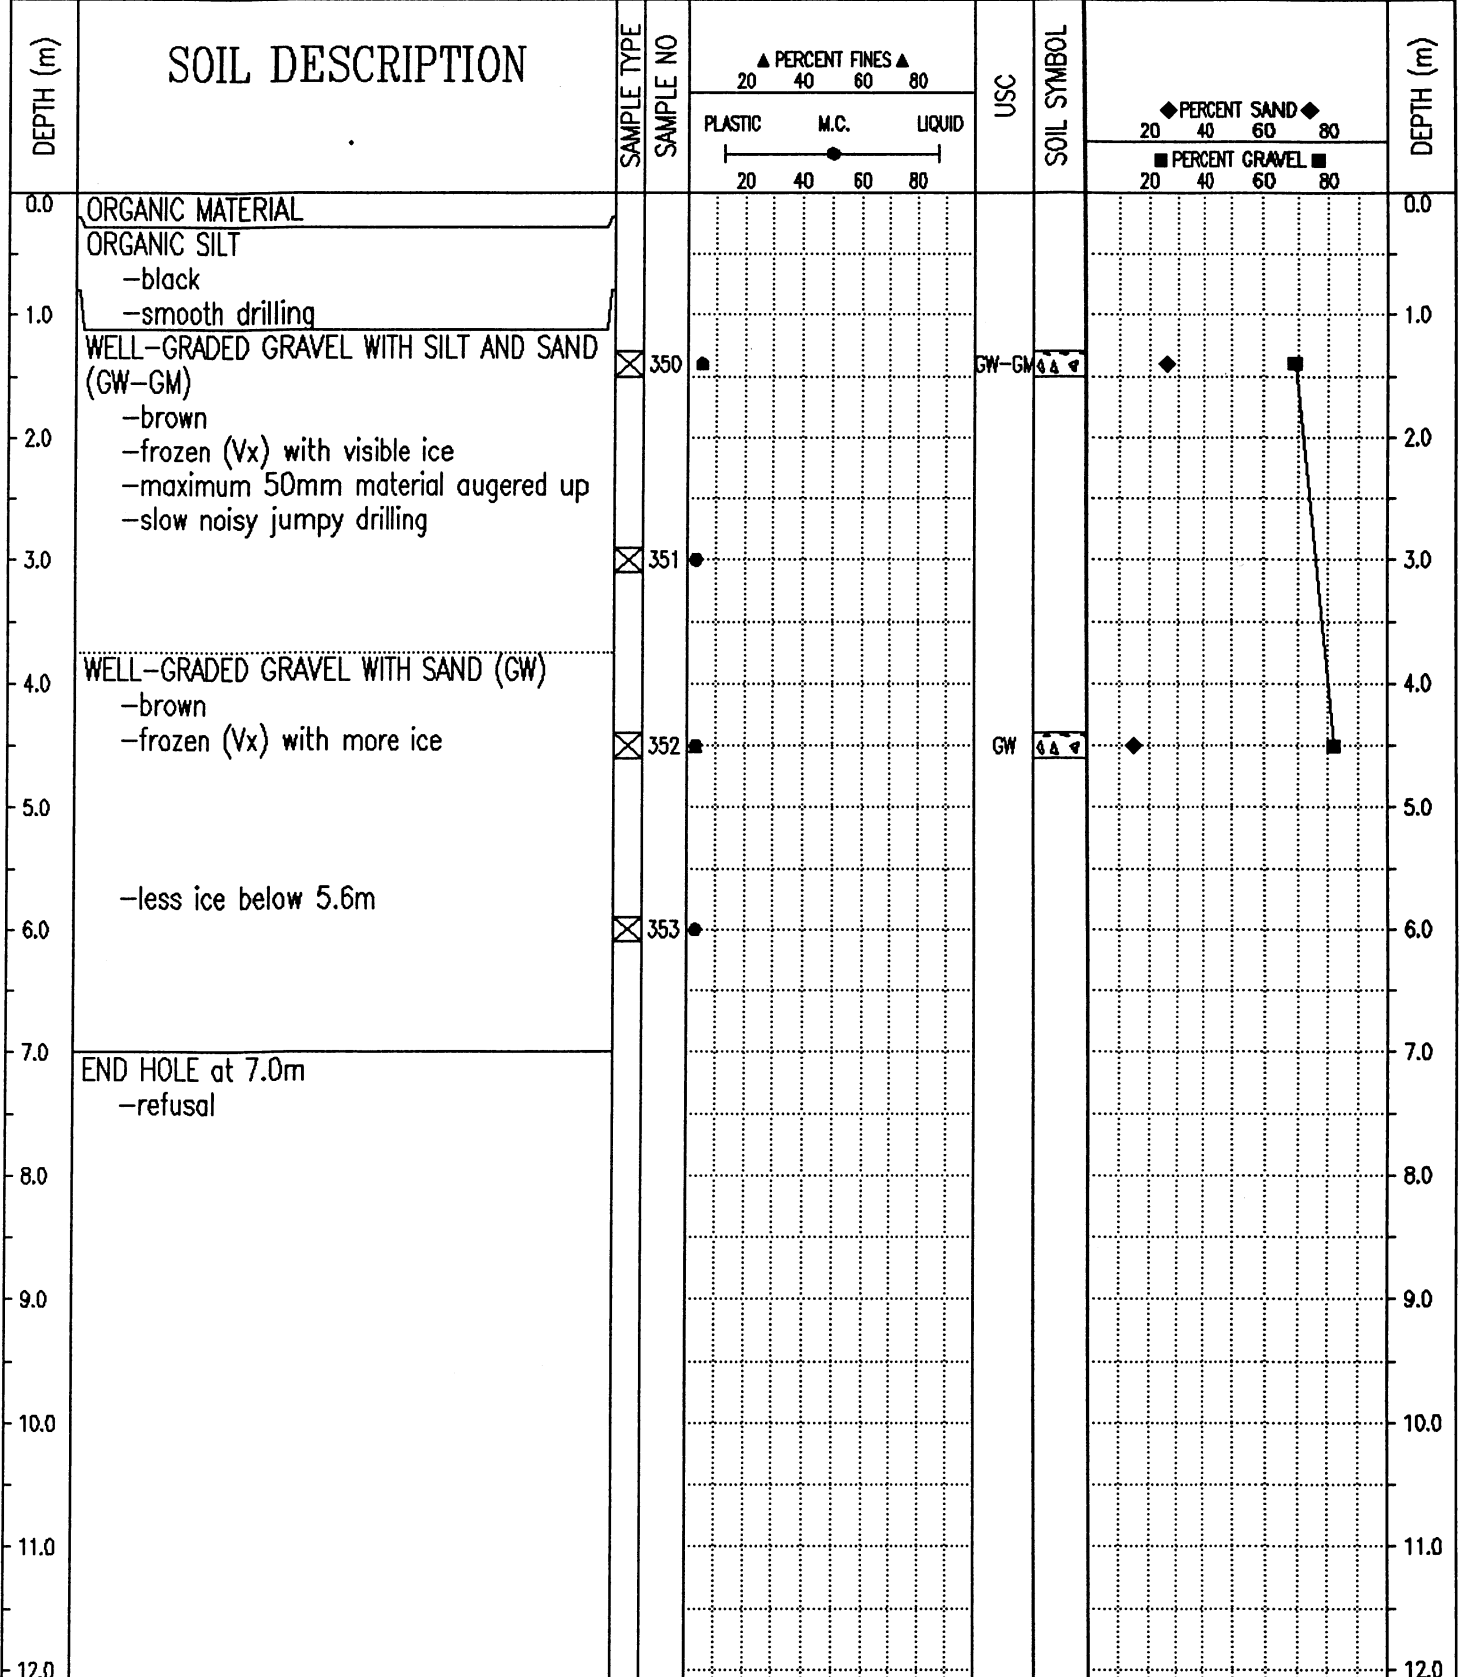 DEPTH (m)
SOIL DESCRIPTION
SAMPLE TYPE
SAMPLE NO
▲ PERCENT FINES ▲
20 40 60 80
PLASTIC M.C. LIQUID
20 40 60 80
USC
SOIL SYMBOL
◆ PERCENT SAND ◆
20 40 60 80
■ PERCENT GRAVEL ■
20 40 60 80
DEPTH (m)
0.0 ORGANIC MATERIAL 0.0
ORGANIC SILT
—black
1.0 —smooth drilling 1.0
WELL—GRADED GRAVEL WITH SILT AND SAND
350 GW—GM
(GW—GM)
—brown
2.0 —frozen (Vx) with visible ice 2.0
—maximum 50mm material augered up
—slow noisy jumpy drilling
3.0 351 3.0
WELL—GRADED GRAVEL WITH SAND (GW)
4.0 4.0
—brown
—frozen (Vx) with more ice 352 GW
5.0 5.0
—less ice below 5.6m
6.0 353 6.0
7.0 7.0
END HOLE at 7.0m
—refusal
8.0 8.0
9.0 9.0
10.0 10.0
11.0 11.0
12.0 12.0